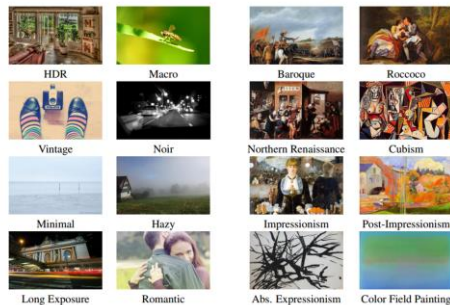 HDR
Macro
Baroque
Roccoco
Vintage
Noir
Northern Renaissance
Cubism
Minimal
Hazy
Impressionism
Post-Impressionism
Long Exposure
Romantic
Abs. Expressionism
Color Field Painting